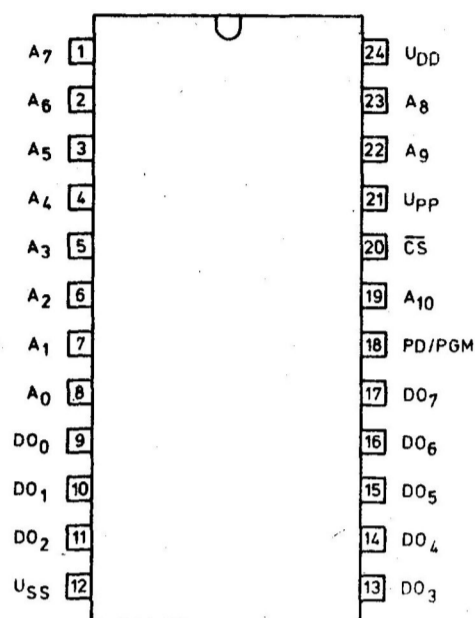 A7 1 24 UDD
A6 2 23 A8
A5 3 22 A9
A4 4 21 UPP
A3 5 20 C̅S̅
A2 6 19 A10
A1 7 18 PD/PGM
A0 8 17 DO7
DO0 9 16 DO6
DO1 10 15 DO5
DO2 11 14 DO4
USS 12 13 DO3